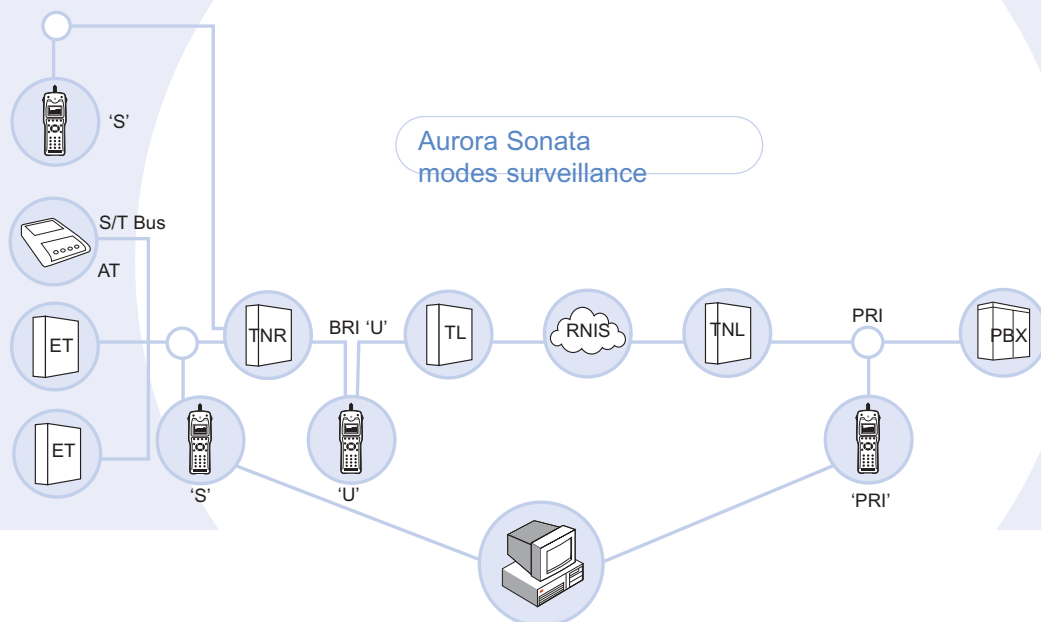 ‘S’
Aurora Sonata
modes surveillance
S/T Bus
AT
ET
TNR
BRI ‘U’
TL
RNIS
TNL
PRI
PBX
ET
‘S’
‘U’
‘PRI’